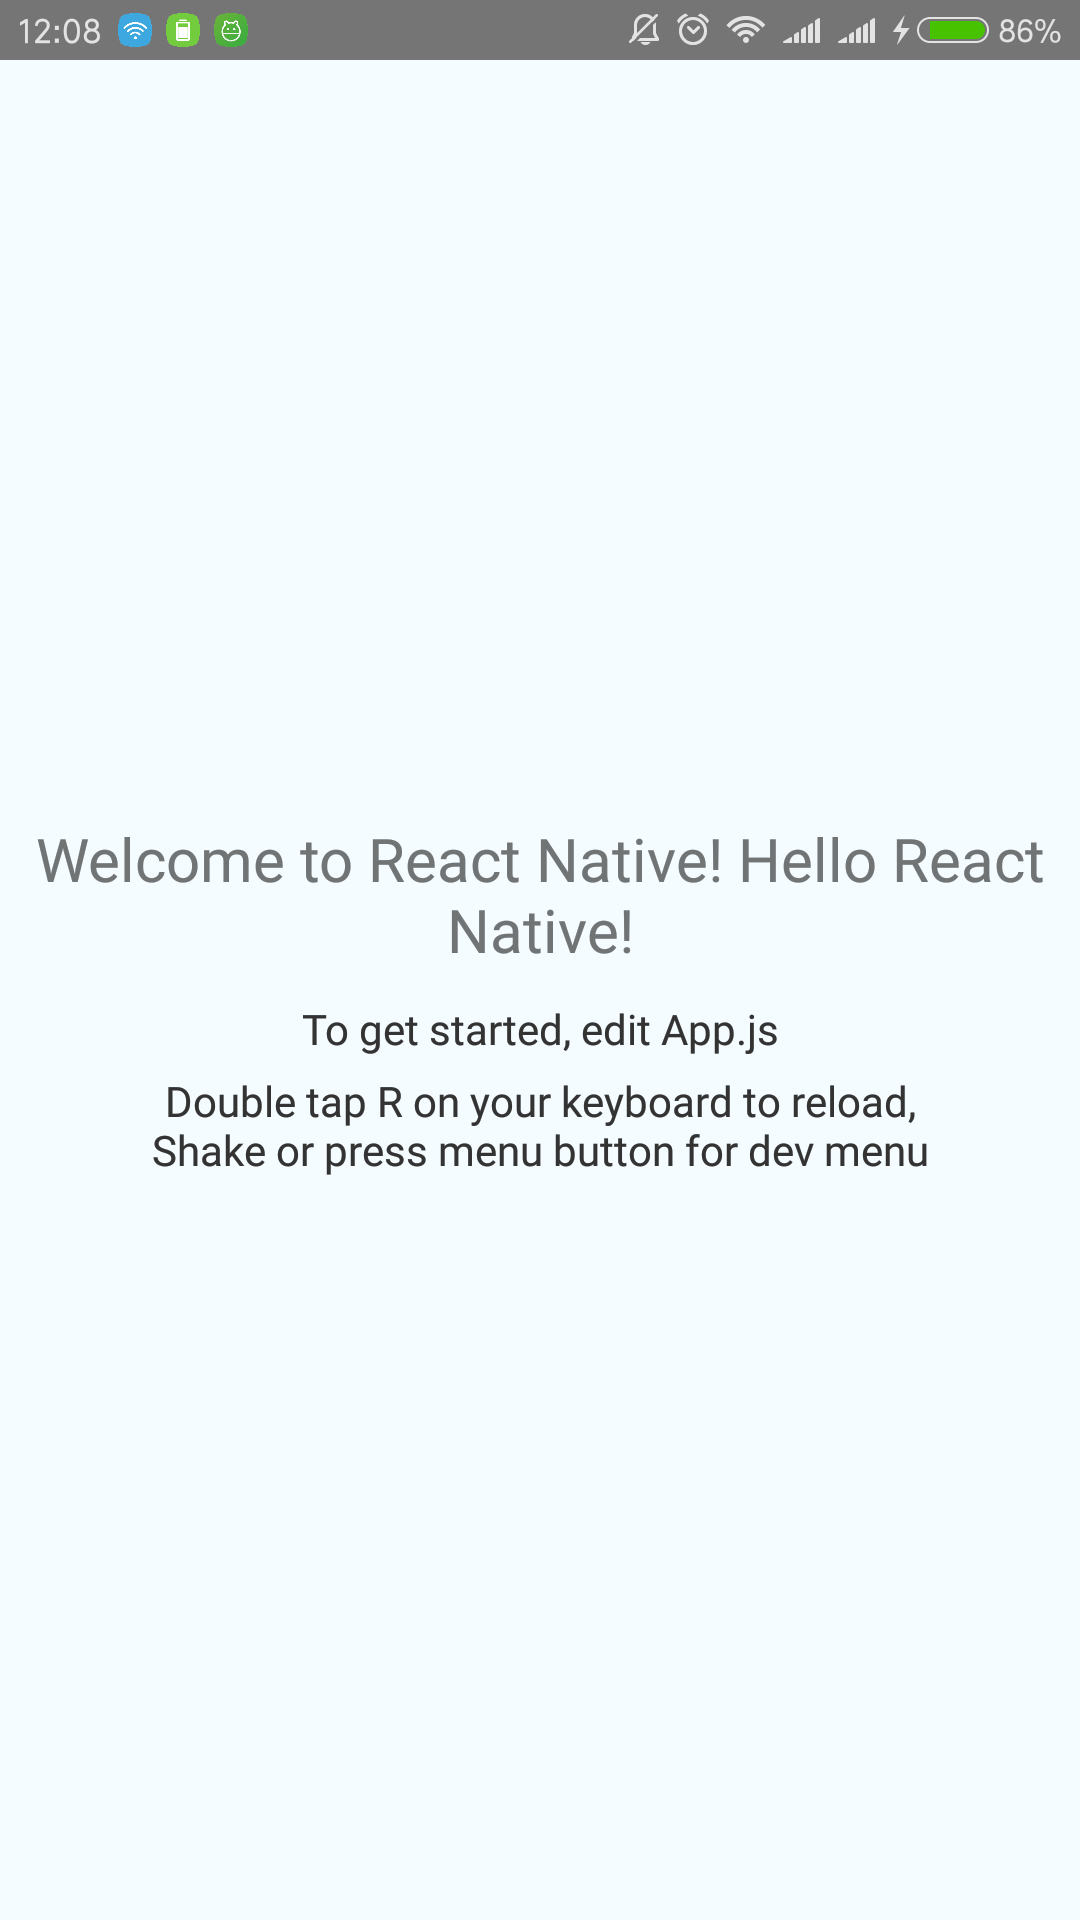 12:08 86%
Welcome to React Native! Hello React
Native!
To get started, edit App.js
Double tap R on your keyboard to reload,
Shake or press menu button for dev menu